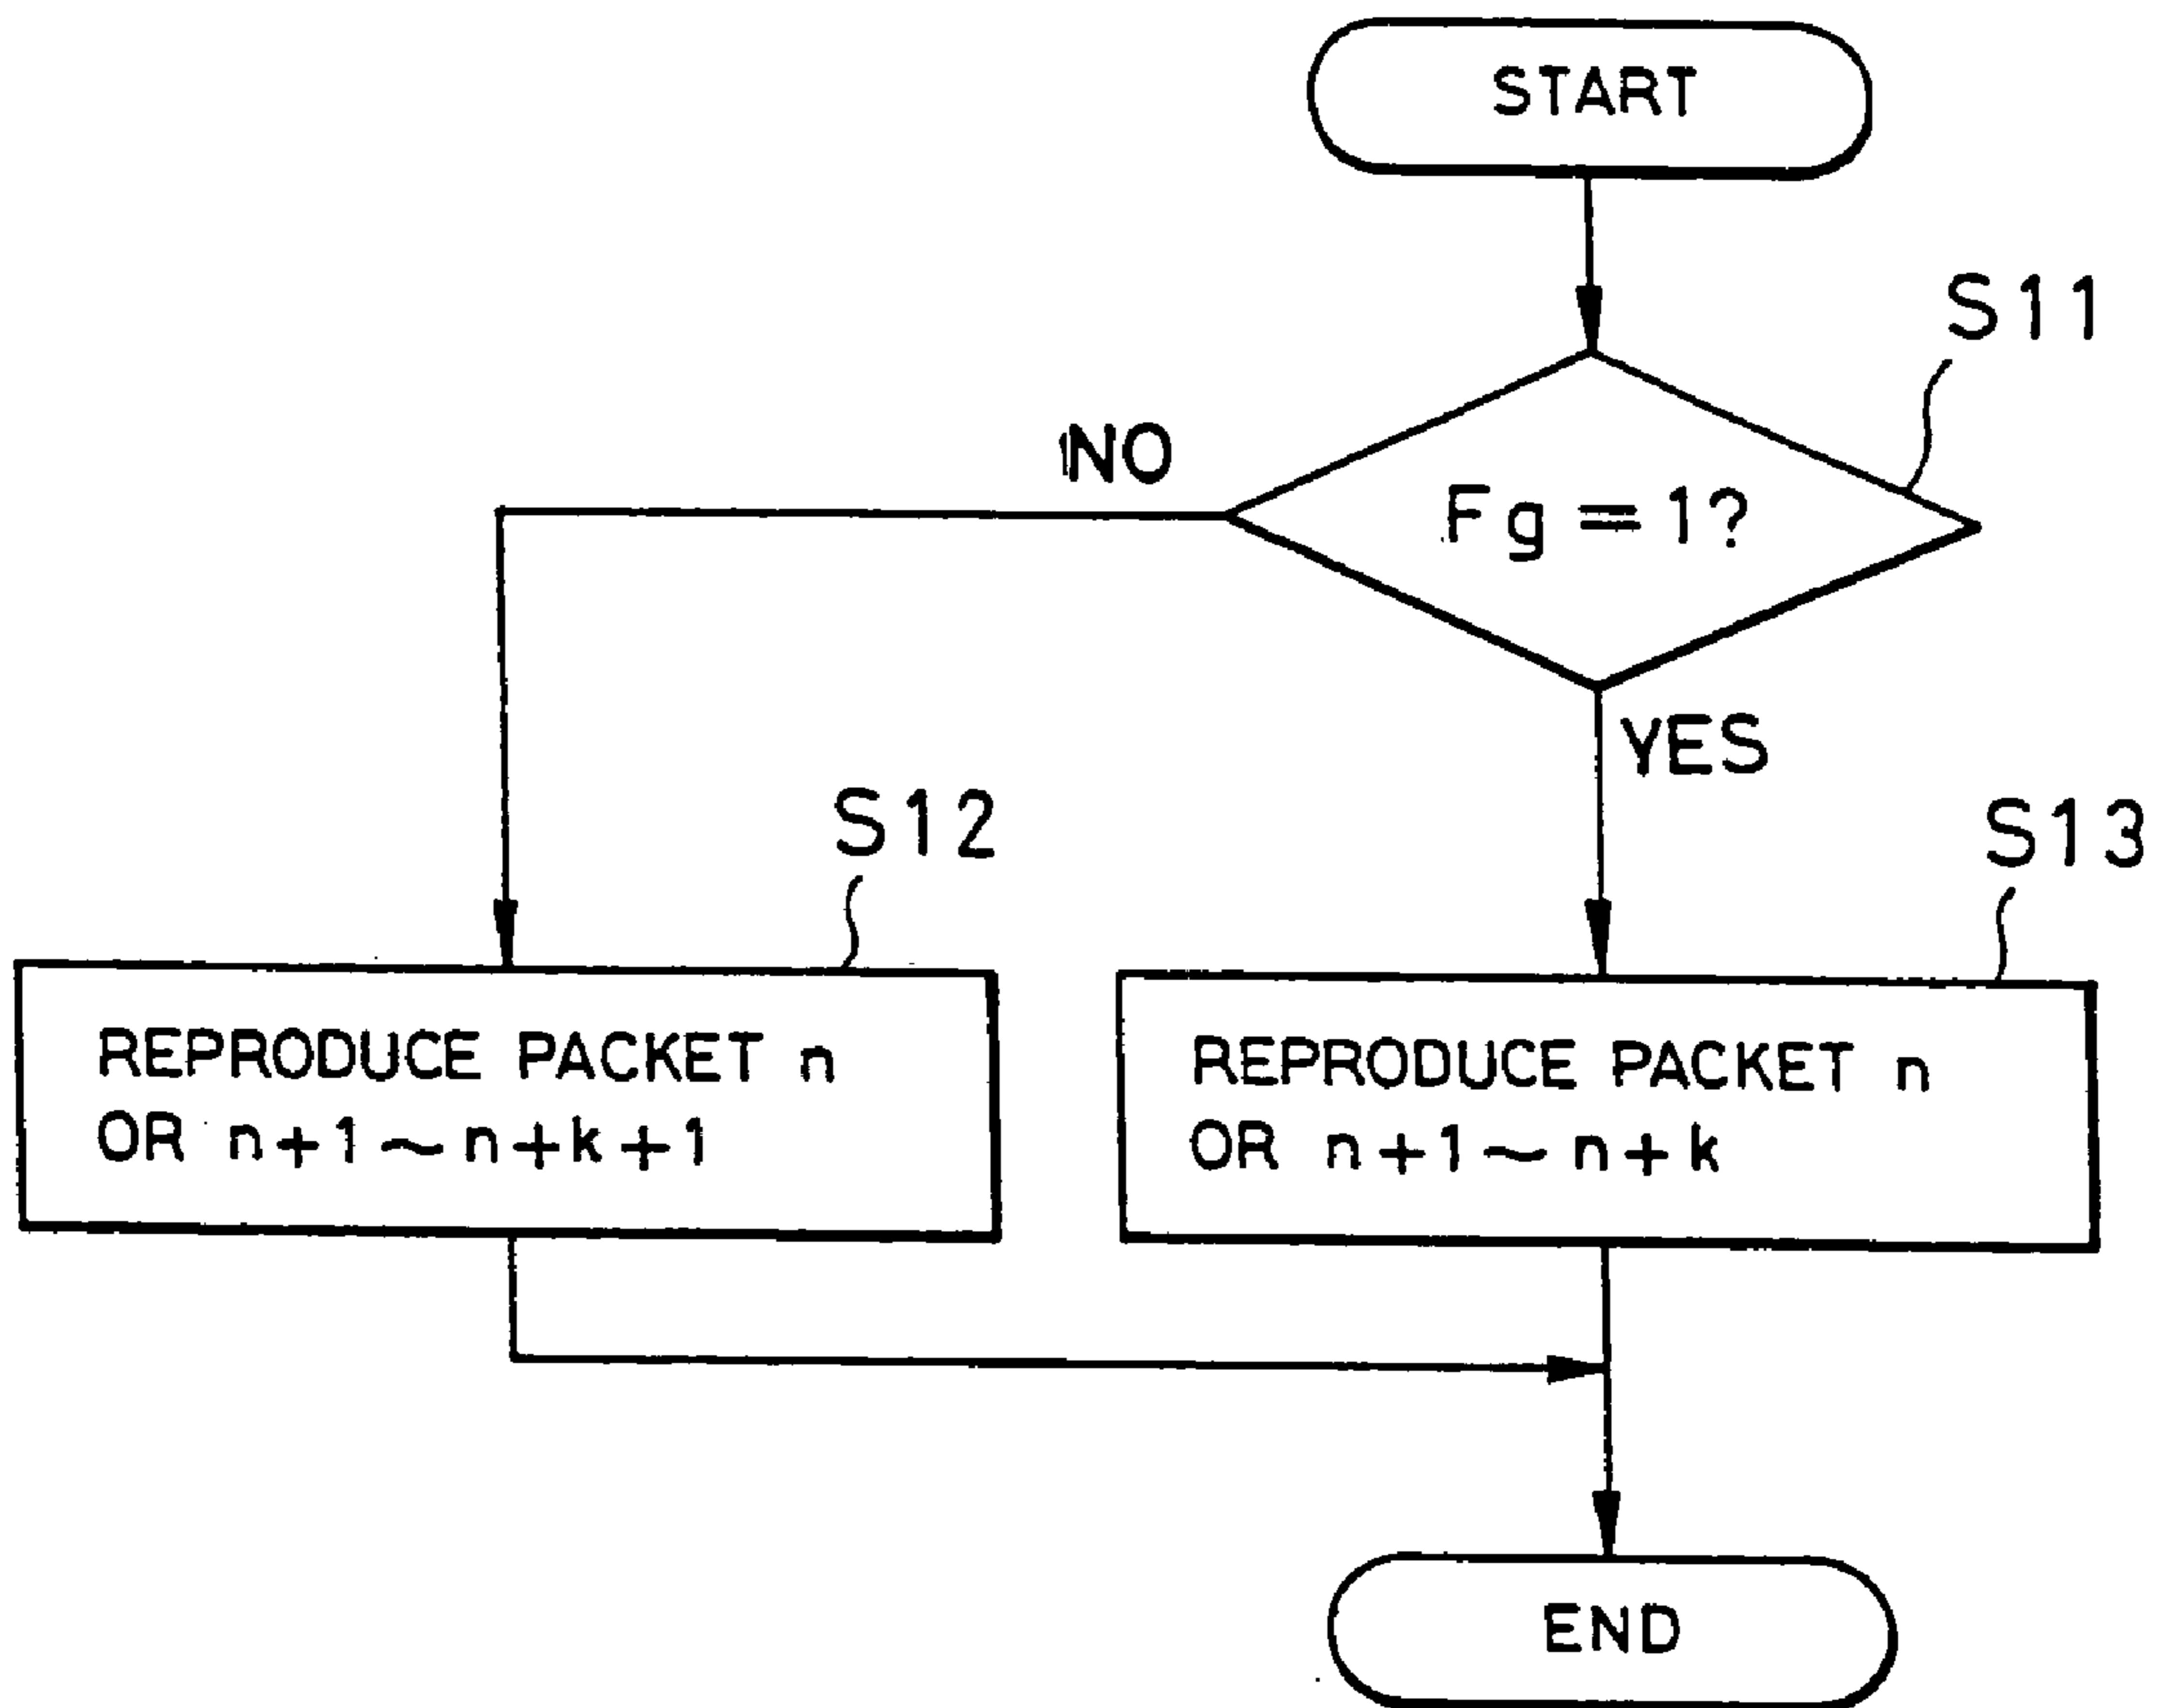 START
S11
NO
Fg=1?
YES
S12
S13
REPRODUCE PACKET n
OR n+1~n+k+1
REPRODUCE PACKET n
OR n+1~n+k
END